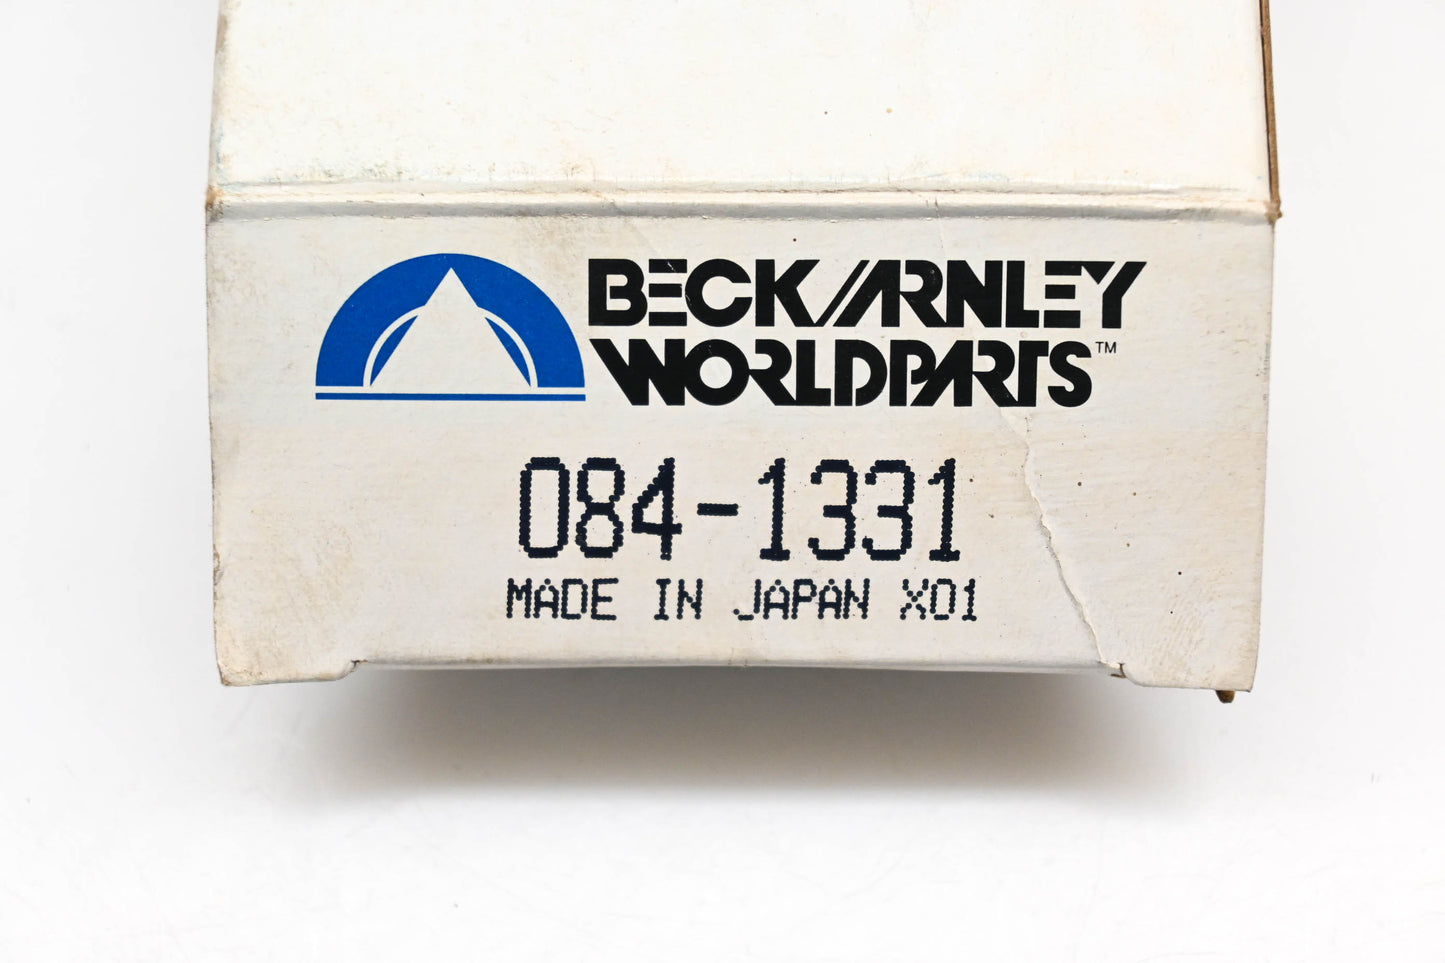 BECK/ARNLEY
WORLDPARTS™
084-1331
MADE IN JAPAN X01